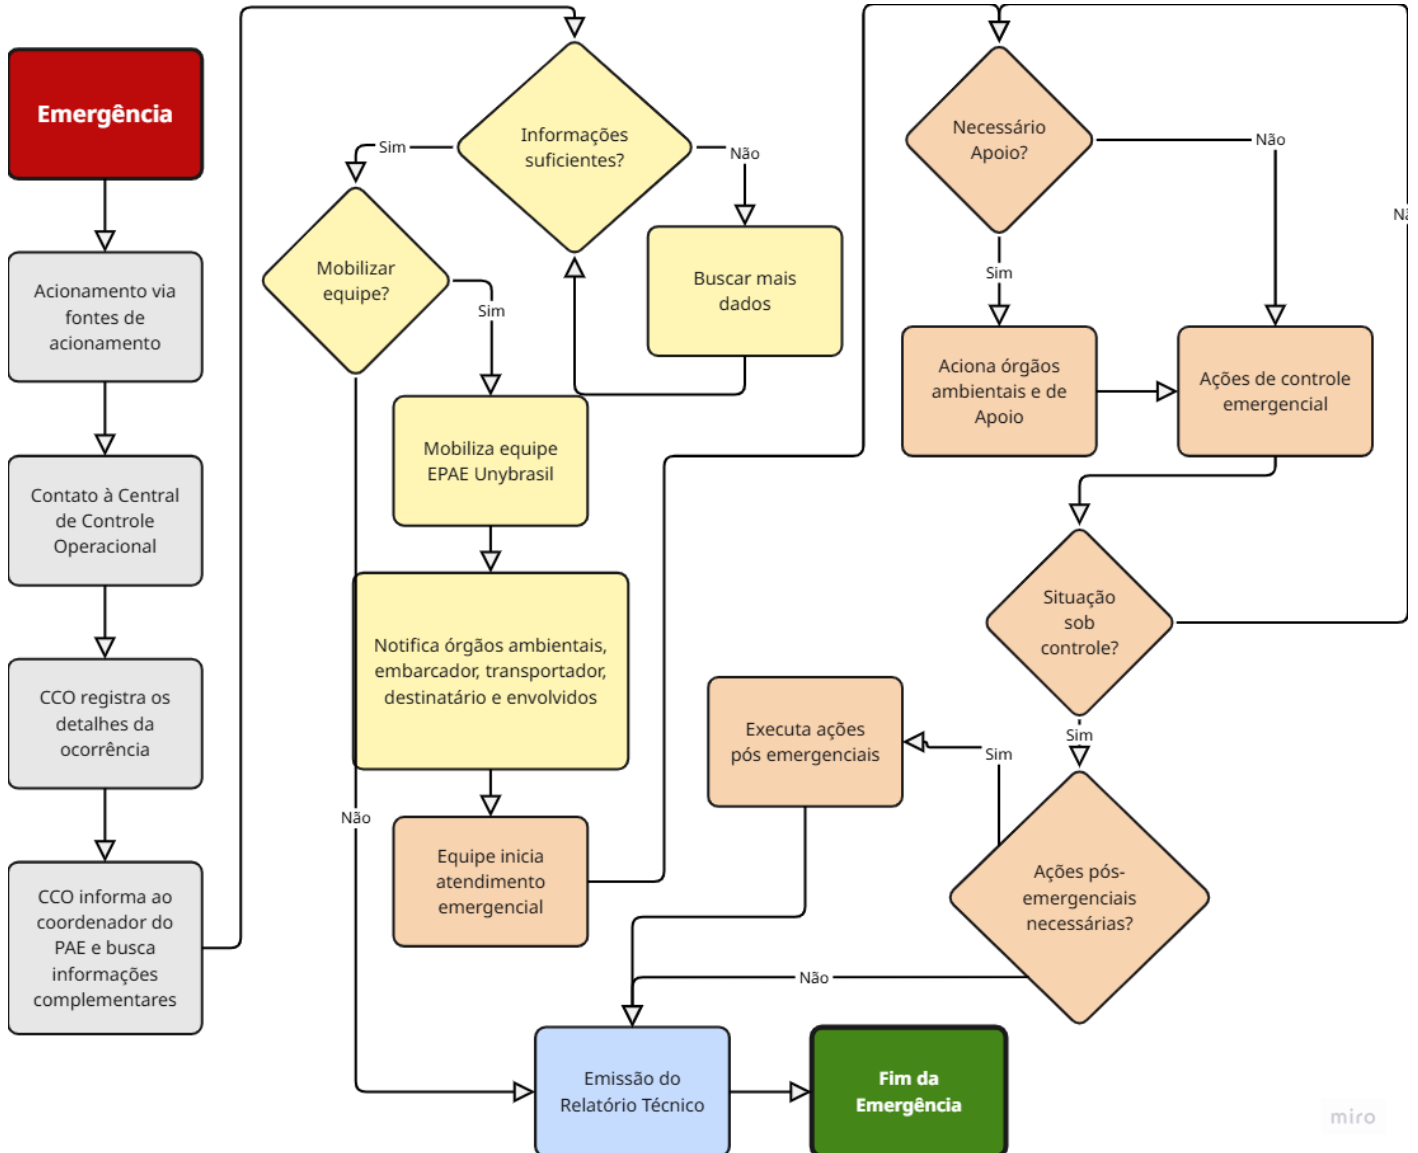 Emergência
Acionamento via
fontes de
acionamento
Contato à Central
de Controle
Operacional
CCO registra os
detalhes da
ocorrência
CCO informa ao
coordenador do
PAE e busca
informações
complementares
Informações
suficientes?
Sim
Não
Mobilizar
equipe?
Sim
Buscar mais
dados
Mobiliza equipe
EPAE Unybrasil
Notifica órgãos ambientais,
embarcador, transportador,
destinatário e envolvidos
Não
Equipe inicia
atendimento
emergencial
Necessário
Apoio?
Não
Sim
Aciona órgãos
ambientais e de
Apoio
Ações de controle
emergencial
Situação
sob
controle?
Sim
Ações pós-
emergenciais
necessárias?
Sim
Executa ações
pós emergenciais
Não
Emissão do
Relatório Técnico
Fim da
Emergência
miro